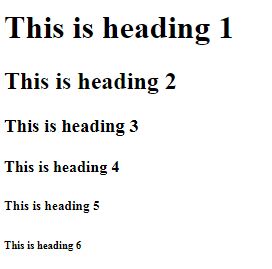 This is heading 1
This is heading 2
This is heading 3
This is heading 4
This is heading 5
This is heading 6